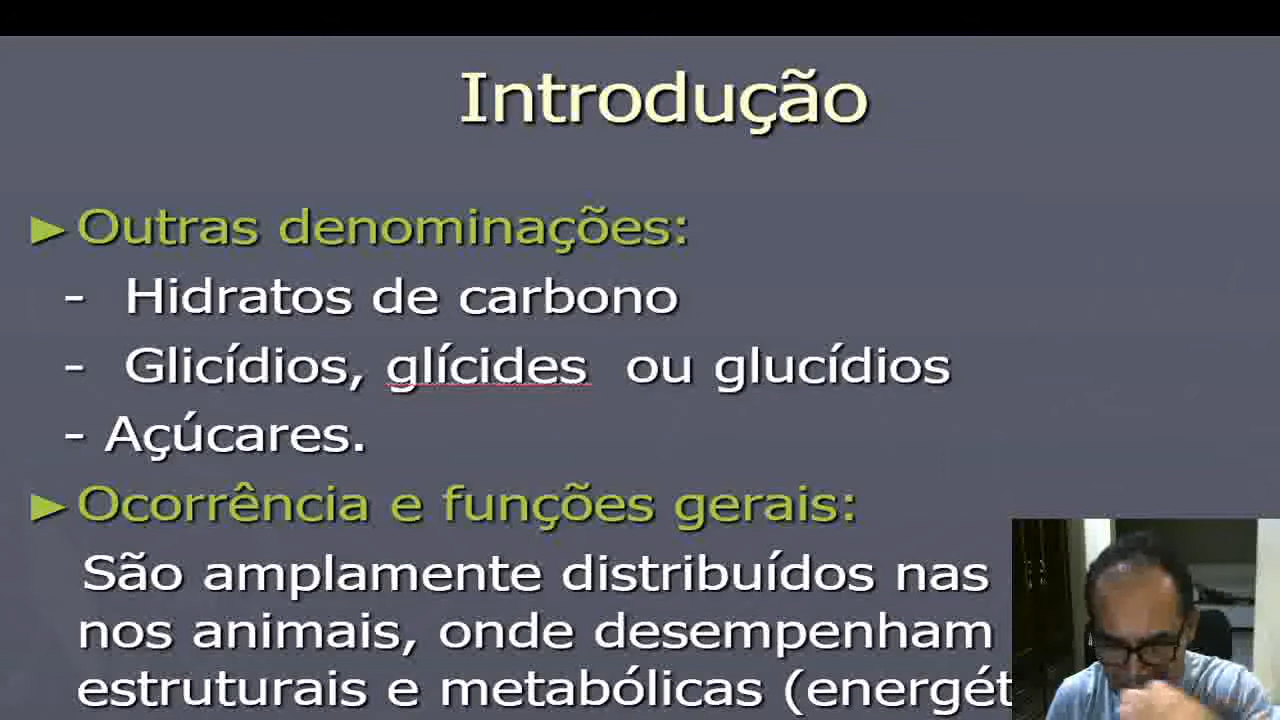 Introdução
►Outras denominações:
- Hidratos de carbono
- Glicídios, glícides ou glucídios
- Açúcares.
►Ocorrência e funções gerais:
São amplamente distribuídos nas
nos animais, onde desempenham
estruturais e metabólicas (energét